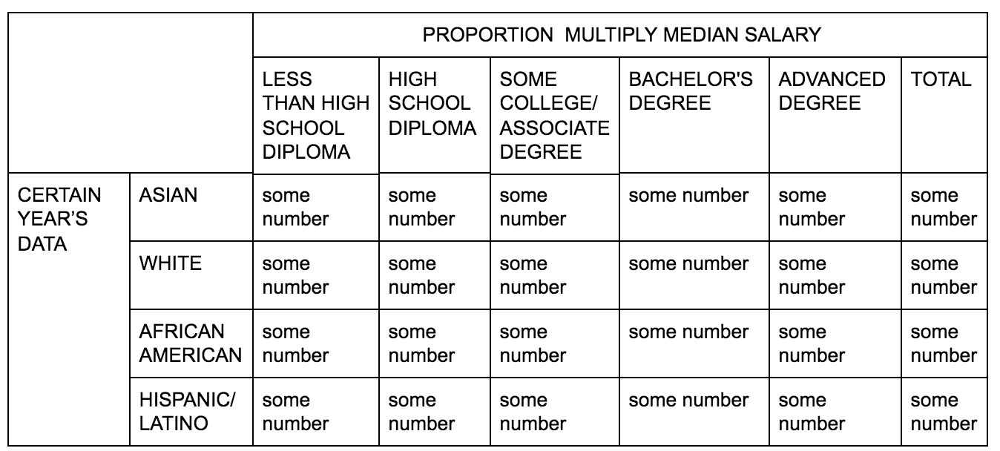 PROPORTION  MULTIPLY MEDIAN SALARY
LESS
THAN HIGH
SCHOOL
DIPLOMA
HIGH
SCHOOL
DIPLOMA
SOME
COLLEGE/
ASSOCIATE
DEGREE
BACHELOR'S
DEGREE
ADVANCED
DEGREE
TOTAL
CERTAIN
YEAR’S
DATA
ASIAN
some
number
some
number
some
number
some number
some
number
some
number
WHITE
some
number
some
number
some
number
some number
some
number
some
number
AFRICAN
AMERICAN
some
number
some
number
some
number
some number
some
number
some
number
HISPANIC/
LATINO
some
number
some
number
some
number
some number
some
number
some
number